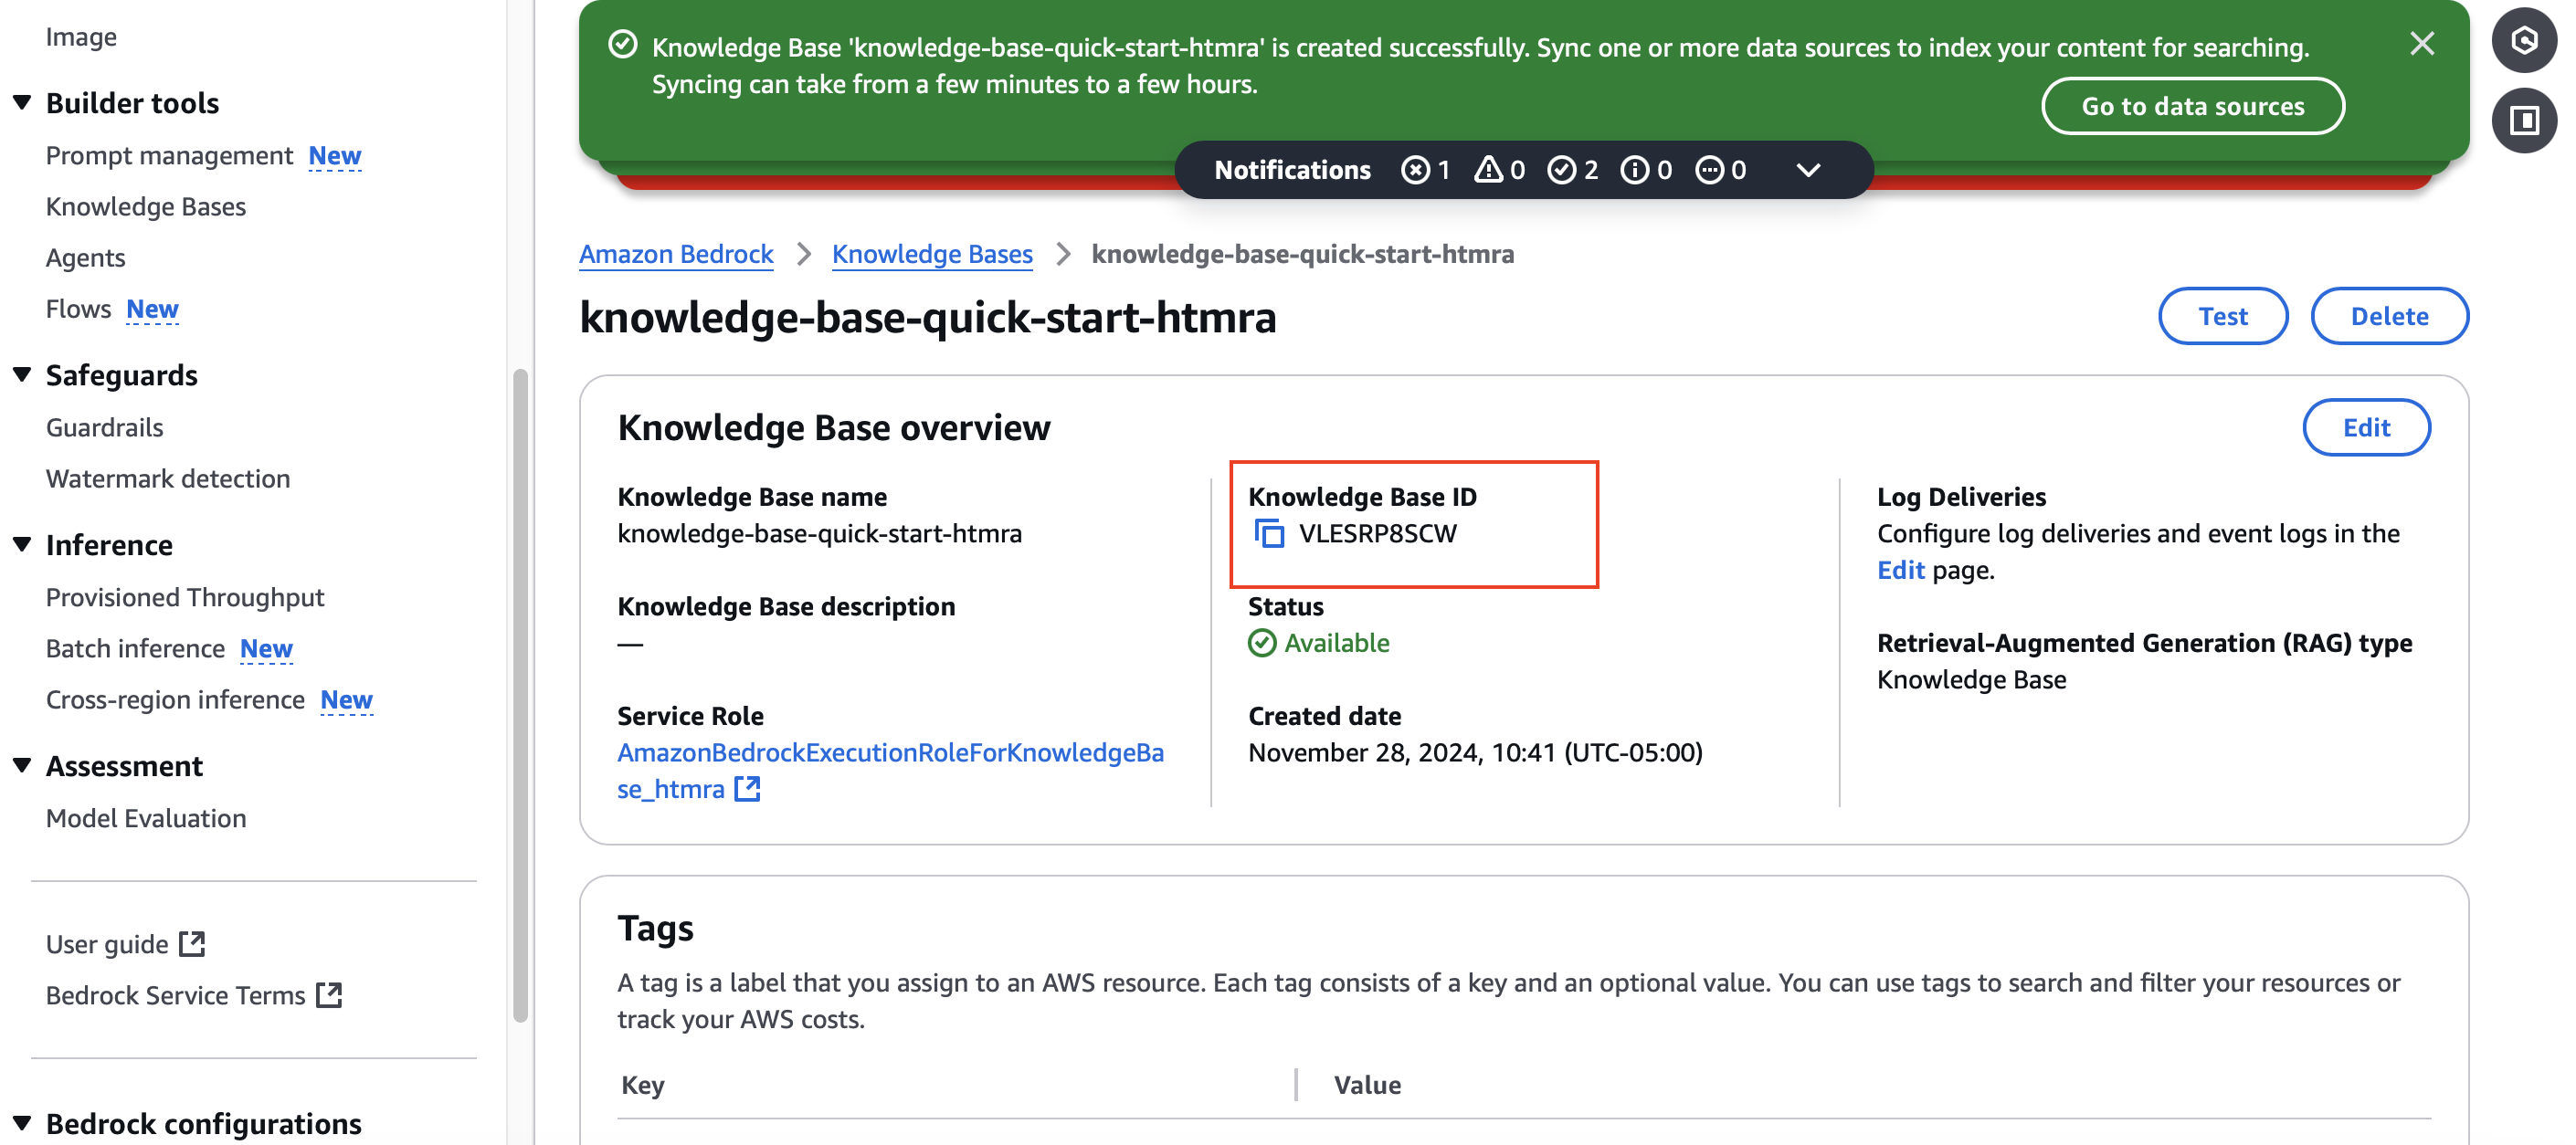 Image
Builder tools
Prompt management New
Knowledge Bases
Agents
Flows New
Safeguards
Guardrails
Watermark detection
Inference
Provisioned Throughput
Batch inference New
Cross-region inference New
Assessment
Model Evaluation
User guide
Bedrock Service Terms
Bedrock configurations
Knowledge Base 'knowledge-base-quick-start-htmra' is created successfully. Sync one or more data sources to index your content for searching.
Syncing can take from a few minutes to a few hours.
Go to data sources
Notifications 1 0 2 0 0
Amazon Bedrock > Knowledge Bases > knowledge-base-quick-start-htmra
knowledge-base-quick-start-htmra
Test
Delete
Knowledge Base overview
Edit
Knowledge Base name
knowledge-base-quick-start-htmra
Knowledge Base description
—
Service Role
AmazonBedrockExecutionRoleForKnowledgeBa
se_htmra
Knowledge Base ID
VLESRP8SCW
Status
Available
Created date
November 28, 2024, 10:41 (UTC-05:00)
Log Deliveries
Configure log deliveries and event logs in the
Edit page.
Retrieval-Augmented Generation (RAG) type
Knowledge Base
Tags
A tag is a label that you assign to an AWS resource. Each tag consists of a key and an optional value. You can use tags to search and filter your resources or
track your AWS costs.
Key
Value